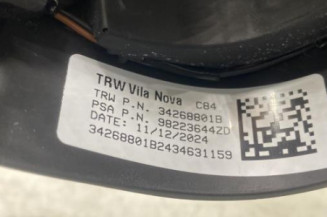 TRW Vila Nova C84
TRW P.N. 34268801B
PSA P.N. 98223644ZD
DATE: 11/12/2024
34268801B2434631159